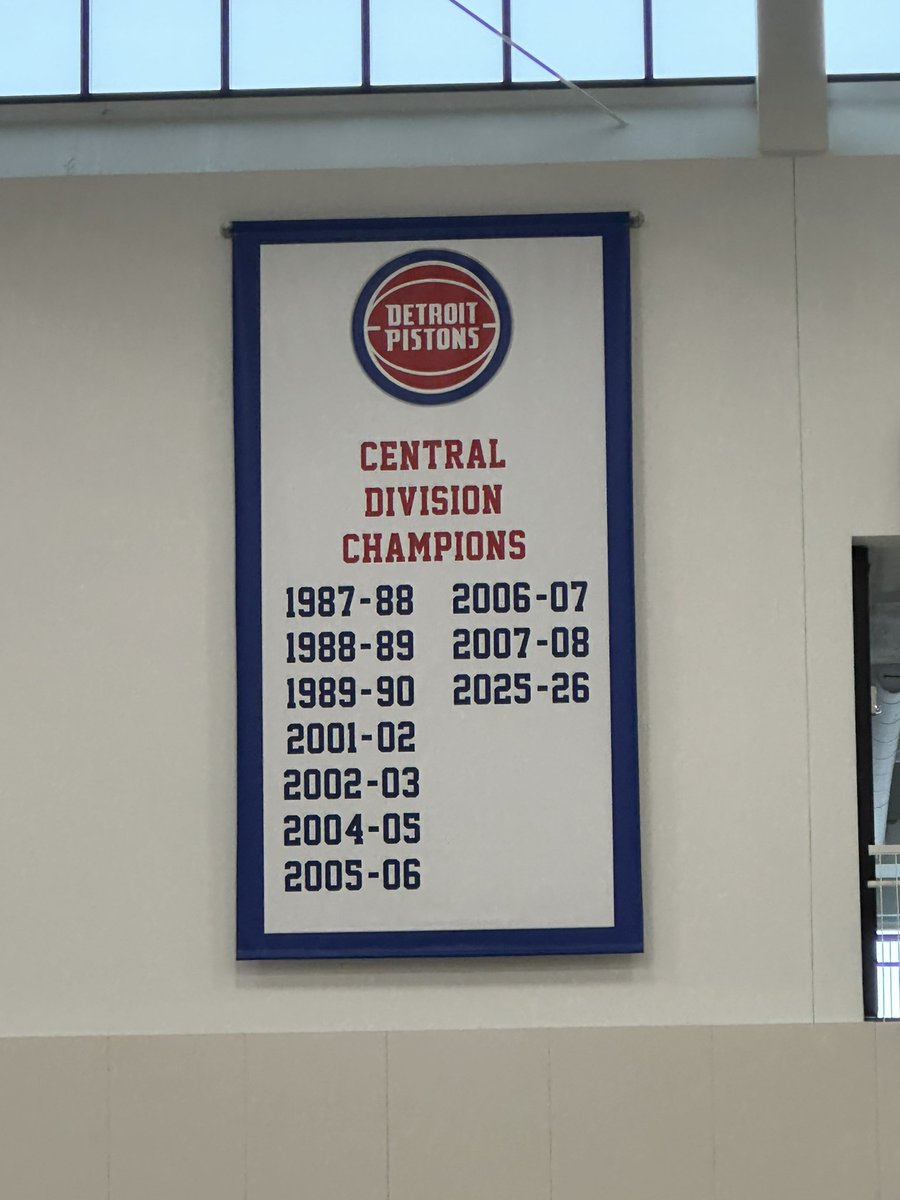 DETROIT
PISTONS
CENTRAL
DIVISION
CHAMPIONS
1987-88
1988-89
1989-90
2001-02
2002-03
2004-05
2005-06
2006-07
2007-08
2025-26